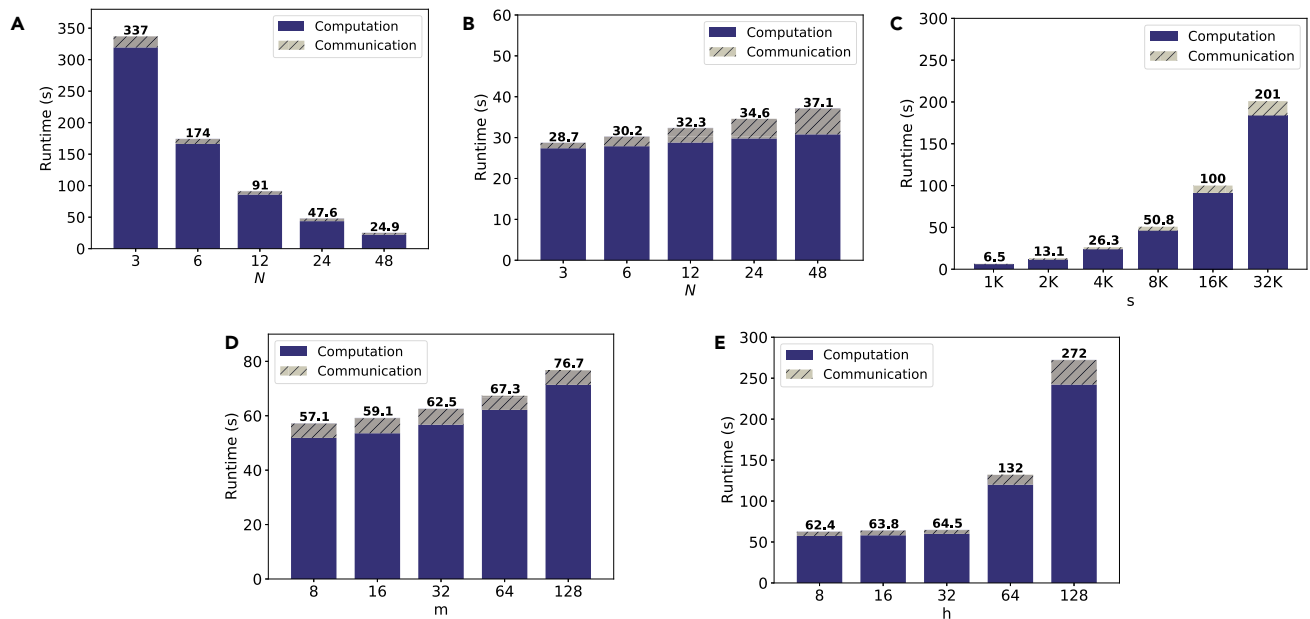 A
Runtime (s)
350
300
250
200
150
100
50
0
337
174
91
47.6
24.9
Computation
Communication
3 6 12 24 48
N
B
Runtime (s)
60
50
40
30
20
10
0
28.7
30.2
32.3
34.6
37.1
Computation
Communication
3 6 12 24 48
N
C
Runtime (s)
300
250
200
150
100
50
0
6.5
13.1
26.3
50.8
100
201
Computation
Communication
1K 2K 4K 8K 16K 32K
s
D
Runtime (s)
80
60
40
20
0
57.1
59.1
62.5
67.3
76.7
Computation
Communication
8 16 32 64 128
m
E
Runtime (s)
300
250
200
150
100
50
0
62.4
63.8
64.5
132
272
Computation
Communication
8 16 32 64 128
h